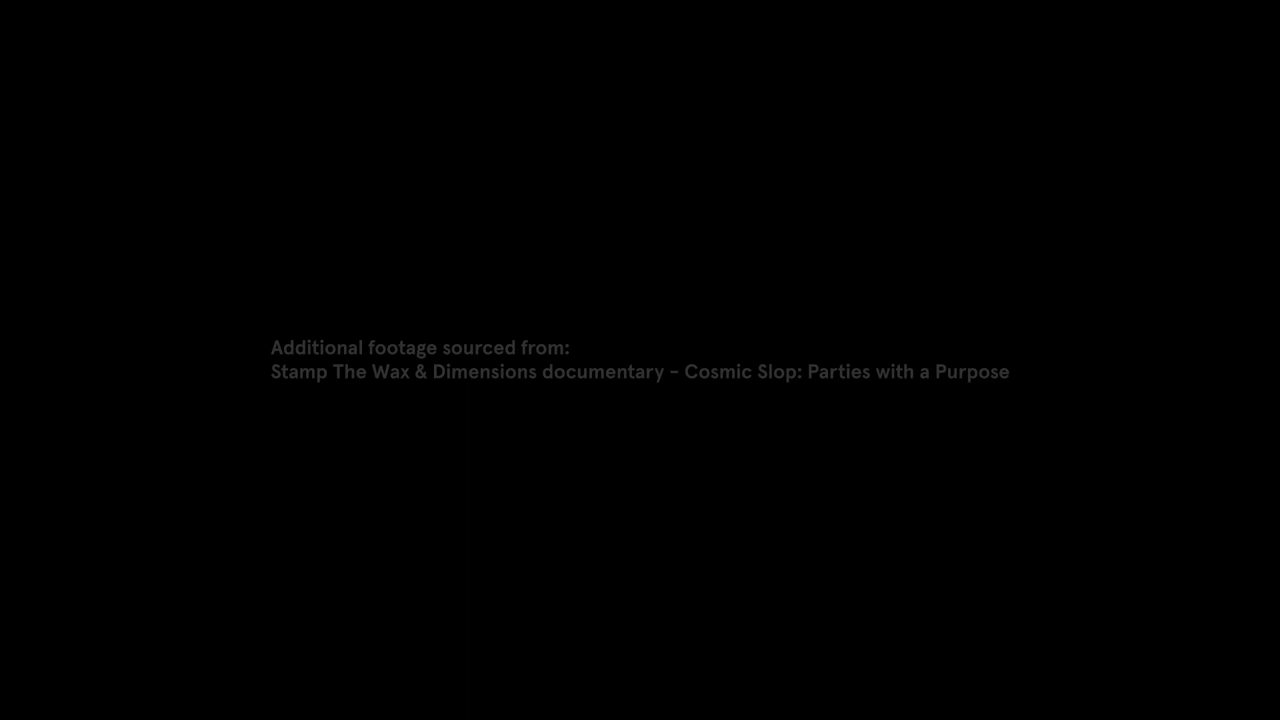 Additional footage sourced from:
Stamp The Wax & Dimensions documentary - Cosmic Slop: Parties with a Purpose